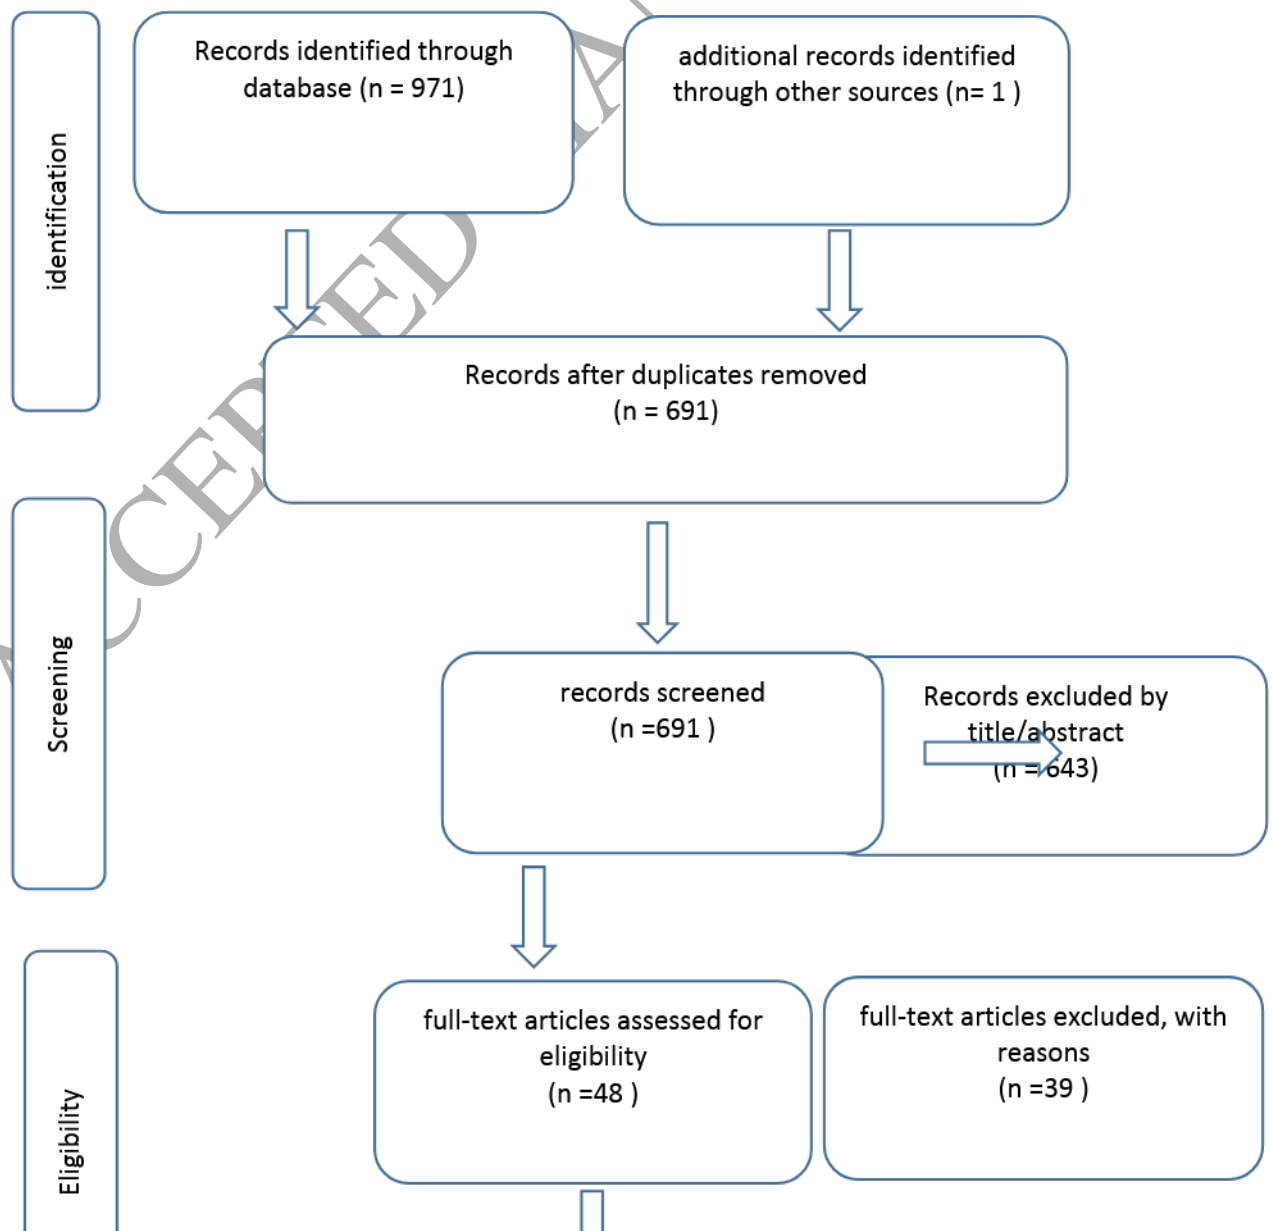 identification
Records identified through
database (n = 971)
additional records identified
through other sources (n= 1 )
Records after duplicates removed
(n = 691)
Screening
records screened
(n =691 )
Records excluded by
title/abstract
(n = 643)
Eligibility
full-text articles assessed for
eligibility
(n =48 )
full-text articles excluded, with
reasons
(n =39 )
ACCEPTED